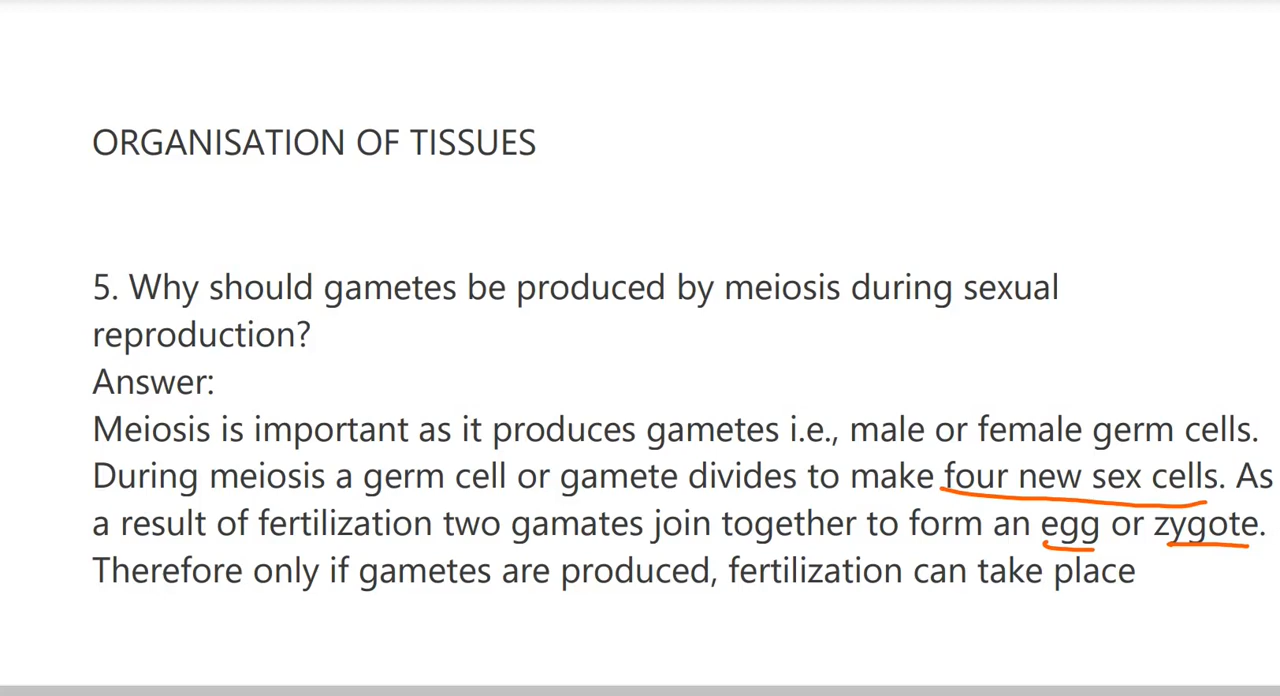 ORGANISATION OF TISSUES
5. Why should gametes be produced by meiosis during sexual
reproduction?
Answer:
Meiosis is important as it produces gametes i.e., male or female germ cells.
During meiosis a germ cell or gamete divides to make four new sex cells. As
a result of fertilization two gamates join together to form an egg or zygote.
Therefore only if gametes are produced, fertilization can take place